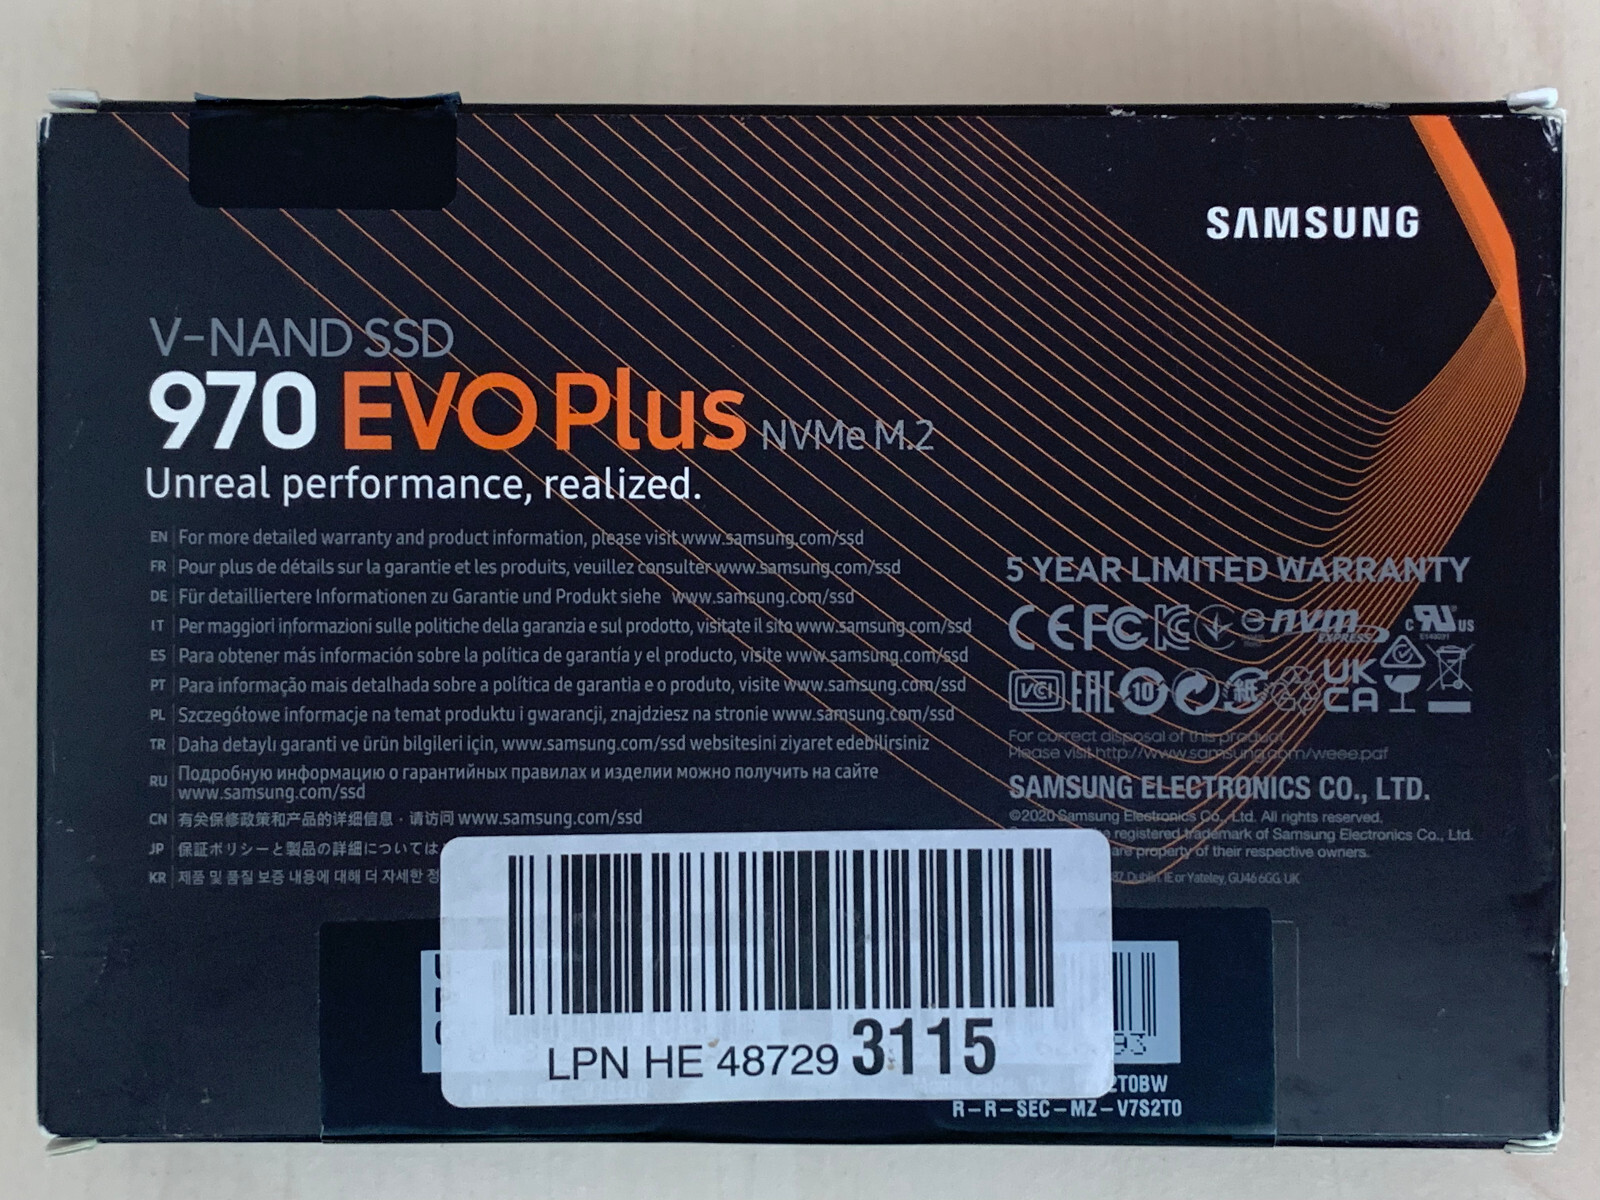 SAMSUNG
V-NAND SSD
970 EVO Plus NVMe M.2
Unreal performance, realized.
EN For more detailed warranty and product information, please visit www.samsung.com/ssd
FR Pour plus de détails sur la garantie et les produits, veuillez consulter www.samsung.com/ssd
DE Für detailliertere Informationen zu Garantie und Produkt siehe www.samsung.com/ssd
IT Per maggiori informazioni sulle politiche della garanzia e sul prodotto, visitate il sito www.samsung.com/ssd
ES Para obtener más información sobre la política de garantía y el producto, visite www.samsung.com/ssd
PT Para informação mais detalhada sobre a política de garantia e o produto, visite www.samsung.com/ssd
PL Szczegółowe informacje na temat produktu i gwarancji, znajdziesz na stronie www.samsung.com/ssd
TR Daha detaylı garanti ve ürün bilgileri için, www.samsung.com/ssd websitesini ziyaret edebilirsiniz
RU Подробную информацию о гарантийных правилах и изделии можно получить на сайте
www.samsung.com/ssd
CN 有关保修政策和产品的详细信息，请访问 www.samsung.com/ssd
JP 保証ポリシーと製品の詳細については
KR 제품 및 품질 보증 내용에 대해 더 자세한 정
5 YEAR LIMITED WARRANTY
CE FC nvm EXPRESS c UL US
VCI EAC 10 紙 UK CA
For correct disposal of this product
Please visit http://www.samsung.com/weee.pdf
SAMSUNG ELECTRONICS CO., LTD.
©2020 Samsung Electronics Co., Ltd. All rights reserved.
registered trademark of Samsung Electronics Co., Ltd.
are property of their respective owners.
Dublin. IE or Yateley, GU46 6GG. UK
LPN HE 48729 3115
93
2T0BW
R-R-SEC-MZ-V7S2T0